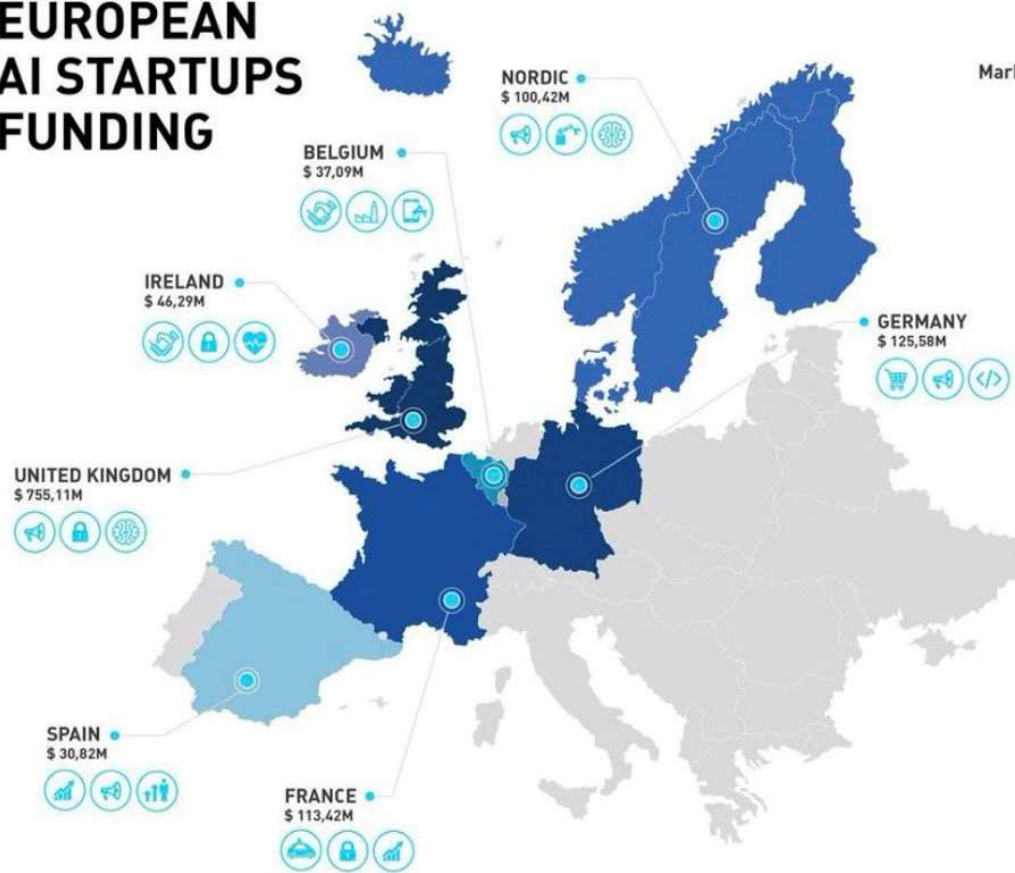 EUROPEAN
AI STARTUPS
FUNDING
NORDIC
$ 100,42M
BELGIUM
$ 37,09M
IRELAND
$ 46,29M
GERMANY
$ 125,58M
UNITED KINGDOM
$ 755,11M
SPAIN
$ 30,82M
FRANCE
$ 113,42M